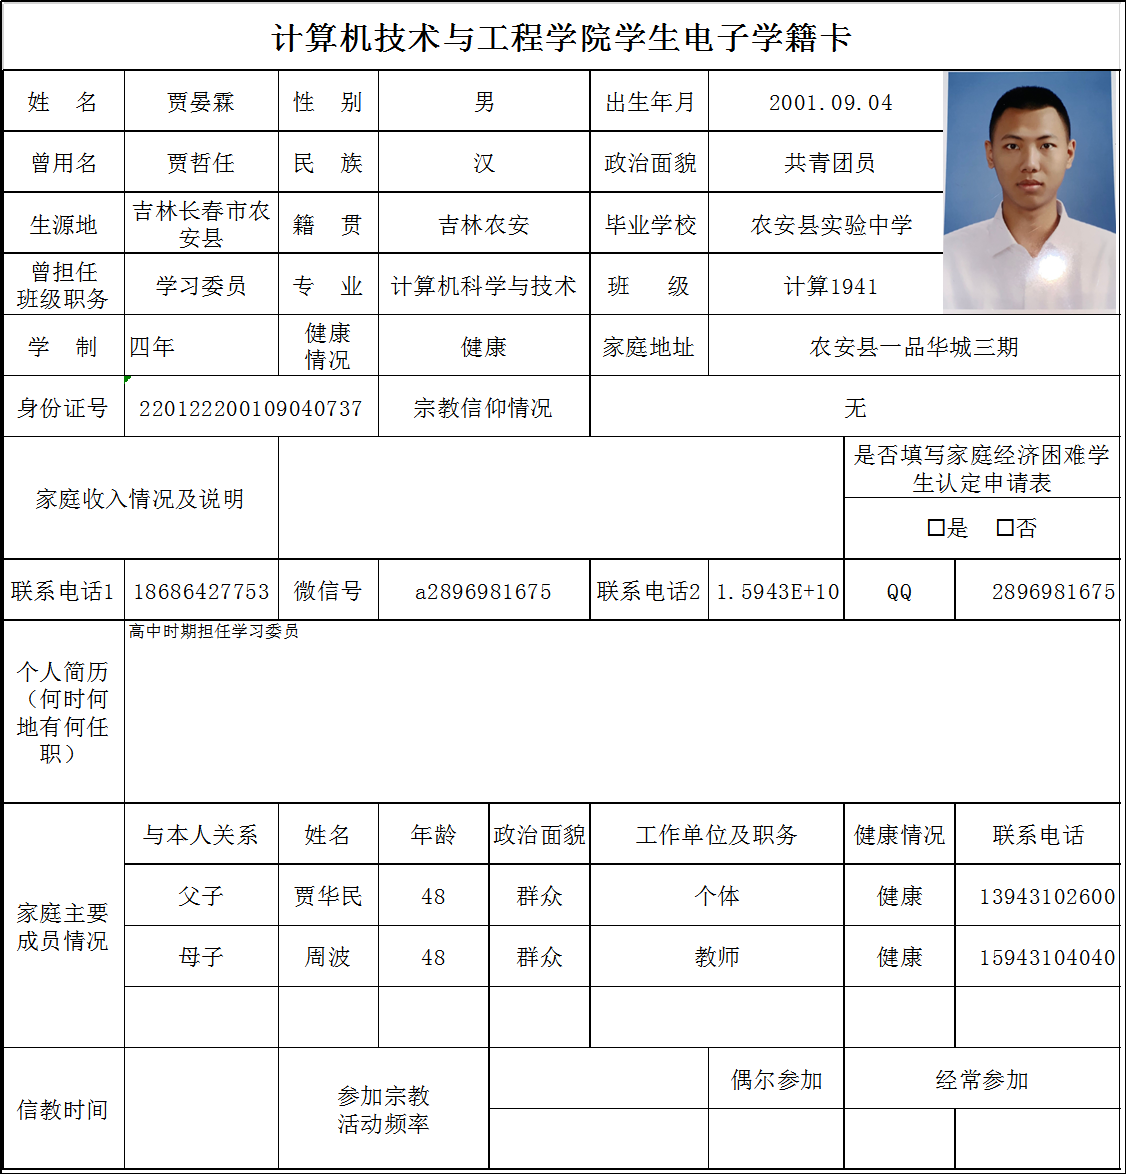 计算机技术与工程学院学生电子学籍卡
姓 名 贾晏霖 性 别 男 出生年月 2001.09.04
曾用名 贾哲任 民 族 汉 政治面貌 共青团员
生源地 吉林长春市农安县 籍 贯 吉林农安 毕业学校 农安县实验中学
曾担任班级职务 学习委员 专 业 计算机科学与技术 班 级 计算1941
学 制 四年 健康情况 健康 家庭地址 农安县一品华城三期
身份证号 220122200109040737 宗教信仰情况 无
家庭收入情况及说明 是否填写家庭经济困难学生认定申请表
□是 □否
联系电话1 18686427753 微信号 a2896981675 联系电话2 1.5943E+10 QQ 2896981675
个人简历（何时何地有何任职） 高中时期担任学习委员
家庭主要成员情况 与本人关系 姓名 年龄 政治面貌 工作单位及职务 健康情况 联系电话
父子 贾华民 48 群众 个体 健康 13943102600
母子 周波 48 群众 教师 健康 15943104040
信教时间 参加宗教活动频率 偶尔参加 经常参加